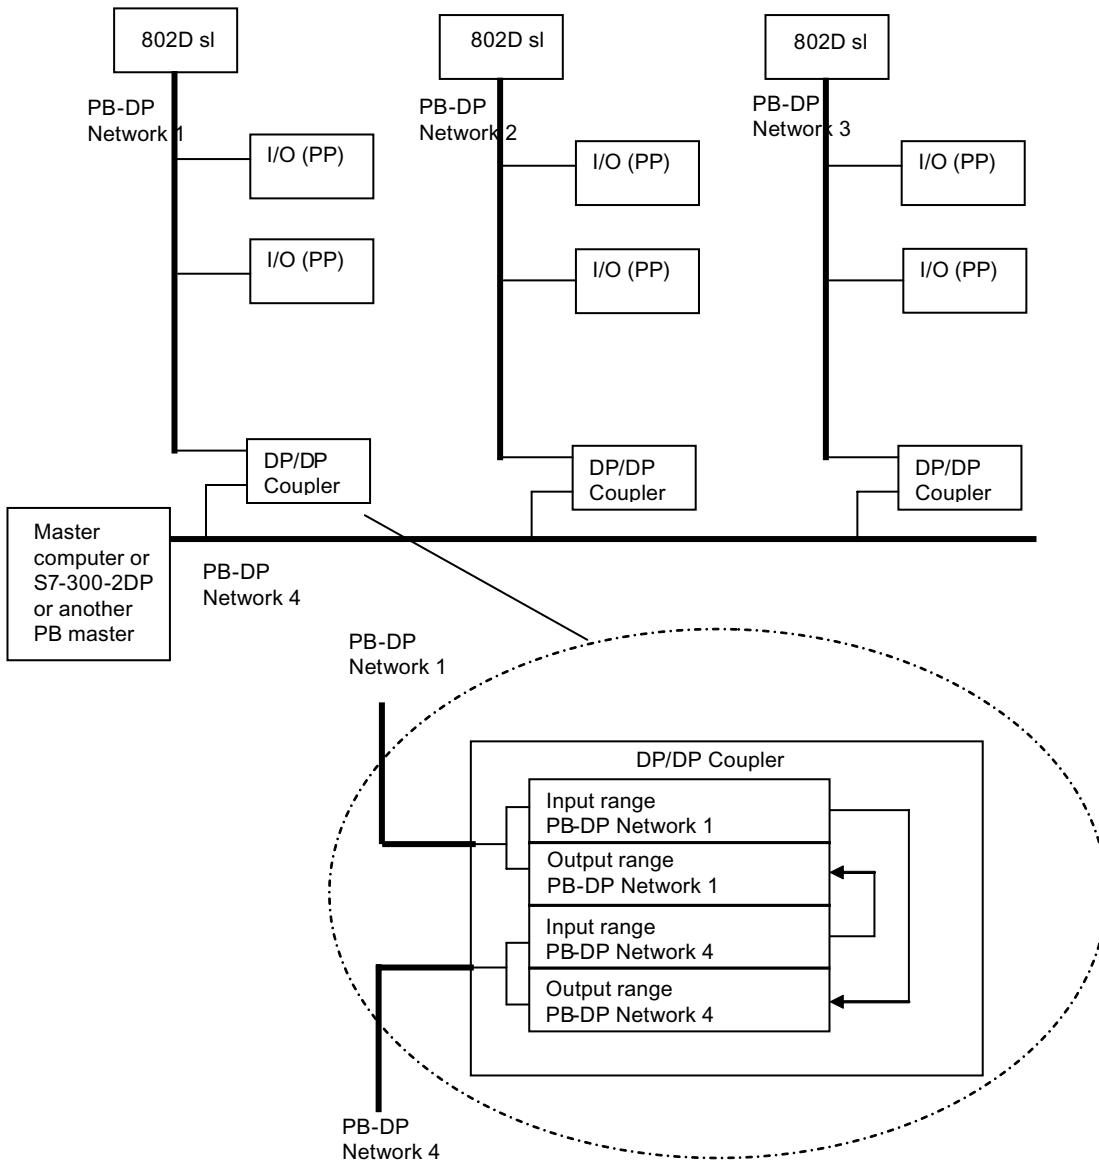 802D sl
802D sl
802D sl
PB-DP
Network 1
PB-DP
Network 2
PB-DP
Network 3
I/O (PP)
I/O (PP)
I/O (PP)
I/O (PP)
I/O (PP)
I/O (PP)
DP/DP
Coupler
DP/DP
Coupler
DP/DP
Coupler
Master
computer or
S7-300-2DP
or another
PB master
PB-DP
Network 4
PB-DP
Network 1
DP/DP Coupler
Input range
PB-DP Network 1
Output range
PB-DP Network 1
Input range
PB-DP Network 4
Output range
PB-DP Network 4
PB-DP
Network 4